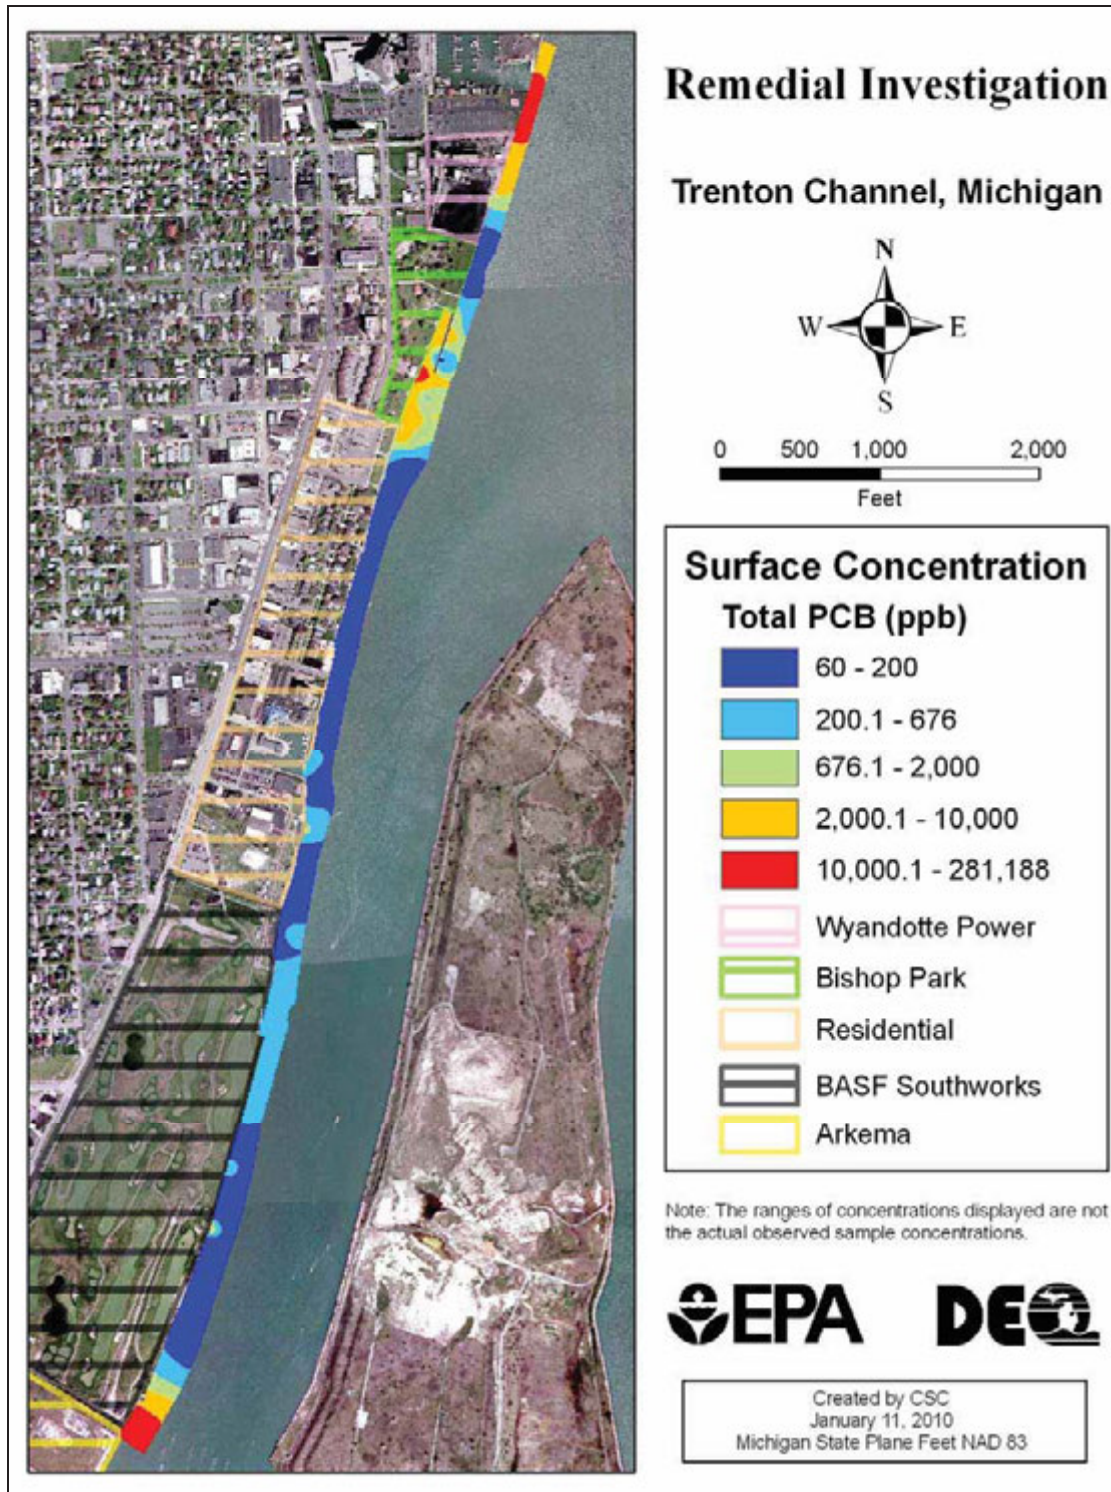 Remedial Investigation
Trenton Channel, Michigan
N
W
E
S
0 500 1,000 2,000
Feet
Surface Concentration
Total PCB (ppb)
60 - 200
200.1 - 676
676.1 - 2,000
2,000.1 - 10,000
10,000.1 - 281,188
Wyandotte Power
Bishop Park
Residential
BASF Southworks
Arkema
Note: The ranges of concentrations displayed are not
the actual observed sample concentrations.
EPA
DEQ
Created by CSC
January 11, 2010
Michigan State Plane Feet NAD 83